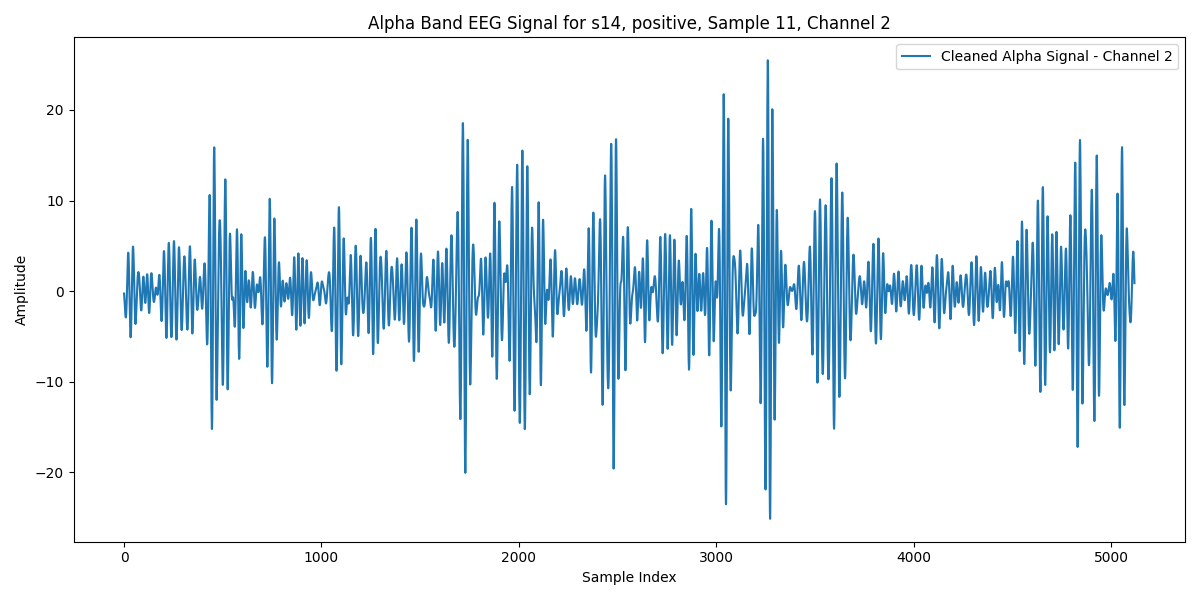 Alpha Band EEG Signal for s14, positive, Sample 11, Channel 2
Cleaned Alpha Signal - Channel 2
Amplitude
20
10
0
−10
−20
0 1000 2000 3000 4000 5000
Sample Index